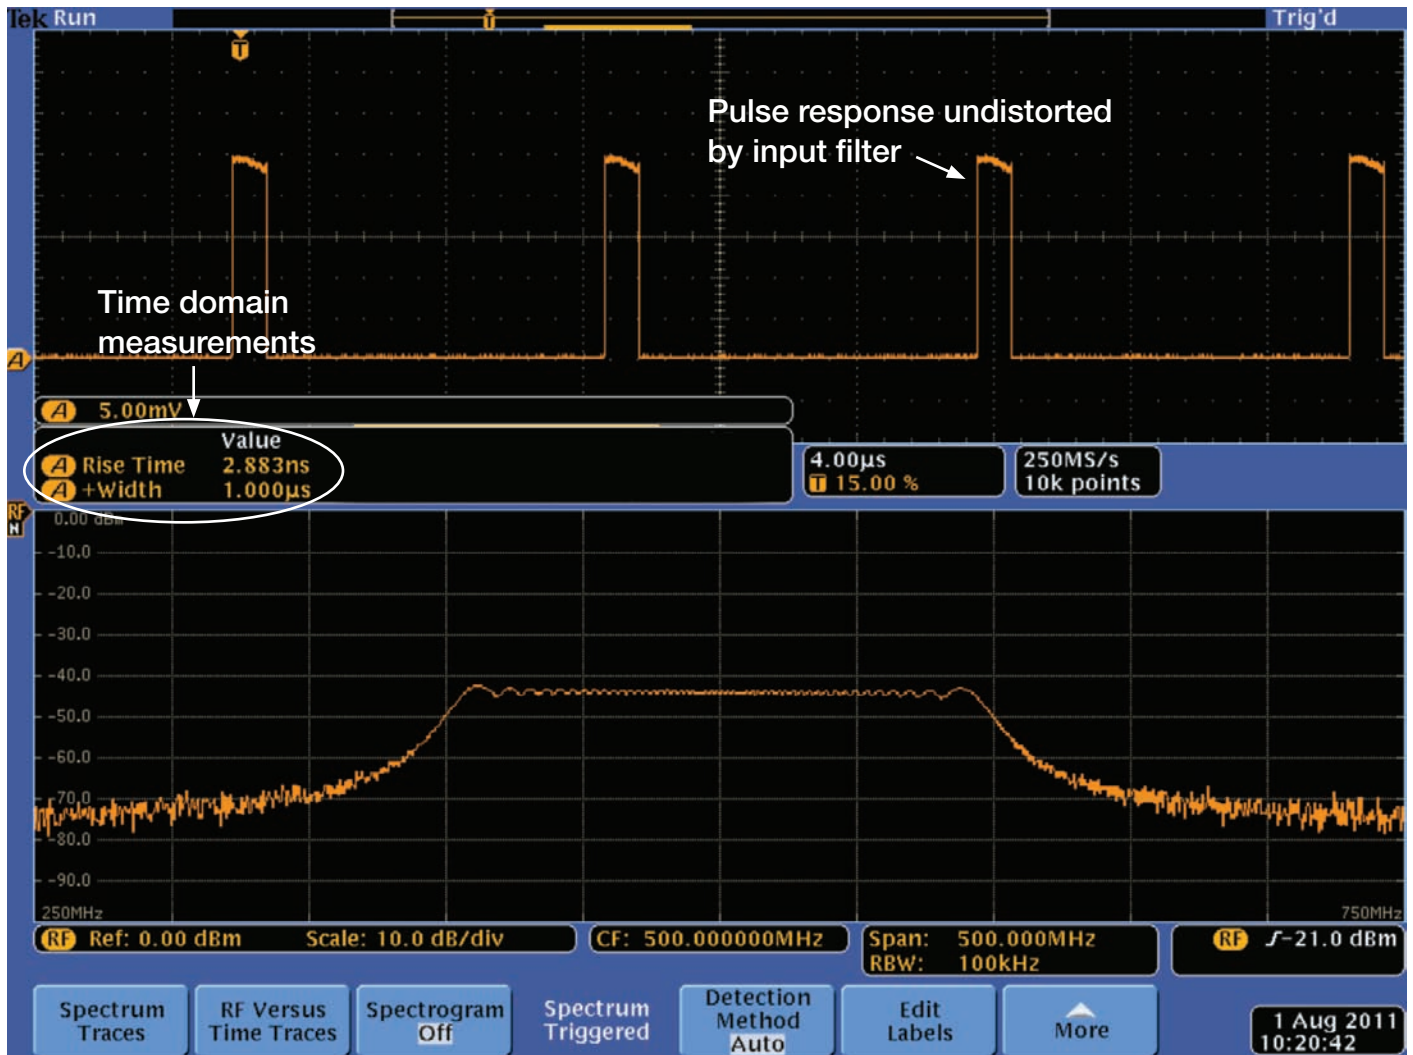 Tek Run
T
Trig'd
T
Pulse response undistorted
by input filter
Time domain
measurements
A
A 5.00mV
Value
A Rise Time 2.883ns
A +Width 1.000µs
4.00µs
T 15.00 %
250MS/s
10k points
RF
N
0.00 dBm
-10.0
-20.0
-30.0
-40.0
-50.0
-60.0
-70.0
-80.0
-90.0
250MHz
750MHz
RF Ref: 0.00 dBm Scale: 10.0 dB/div
CF: 500.000000MHz
Span: 500.000MHz
RBW: 100kHz
RF -21.0 dBm
Spectrum
Traces
RF Versus
Time Traces
Spectrogram
Off
Spectrum
Triggered
Detection
Method
Auto
Edit
Labels
More
1 Aug 2011
10:20:42